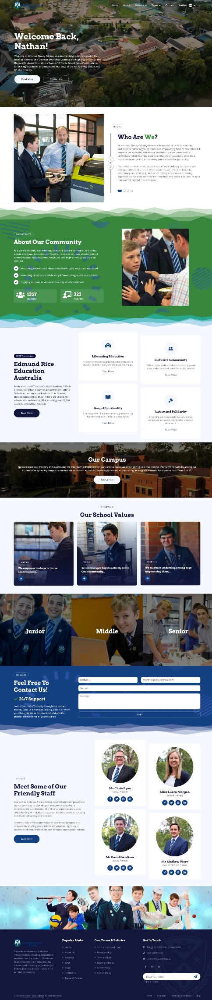 Home About Subjects Pages Contact Nathan
Welcome Back,
Nathan!
Welcome to Ambrose Treacy College, an esteemed boys' school nestled in the
heart of Indooroopilly. Discover Boundless Learning and Inspiring Growth on the
Banks of Brisbane River. Where Years 4-12 Thrive Amidst Nature's Abundance,
Embracing Excellence, and Innovation with State of the Art Facilities and a Close-
Knit Community.
Read More Contact Us
About Us
Who Are We?
At Ambrose Treacy College, we are a vibrant and inclusive community
dedicated to nurturing young minds and empowering them to reach their full
potential. As a premier educational institution, we are committed to
providing a holistic learning experience that fosters academic excellence,
character development, and a strong sense of social responsibility.
Our dedicated team of educators and staff work tirelessly to create a safe
and supportive environment where students can thrive intellectually,
emotionally, and spiritually. With a rich history and a forward-thinking
approach to education, we embrace innovation and foster a love for learning
that extends beyond the classroom.
GRAVOGRAPH
Our Community
About Our Community
As a parent, student, staff member, or alumni, you are an integral part of this
vibrant and dynamic community. Together, we strive to create an environment
where everyone feels welcomed, respected, and inspired to achieve their full
potential.
Welcoming environment where every individual is valued and respected!
Promoting diversity and celebrating different backgrounds and cultures!
Engaging students in various community service initiatives!
1357
Students
323
Teachers
EREA Touchstones
Edmund Rice
Education
Australia
Established in 2007 by the Christian Brothers, EREA is
a network of schools, entities and offices that offer a
Catholic education in the tradition of its founder,
Blessed Edmund Rice. In 2014 there are almost 50
schools administered by EREA, enrolling over 35,000
students throughout Australia.
Read More
Liberating Education
The right to fosters liberating education empowering
students to think critically and affect positive change.
Read More
Inclusive Community
EREA schools uphold an inclusive community where
every student is valued, respected, and supported.
Read More
Gospel Spirituality
Embracing a faith filled environment, guiding boys to
live with compassion, integrity, and purpose.
Read More
Justice and Solidarity
Promoting justice and solidarity that cultivates
compassionate leaders committed to creating a
better world
Read More
Our Campus
Spread across lush greenery and overlooking the meandering Brisbane River, our campus boasts an awe-inspiring view that inspires creativity and curiosity among our
students. Our sprawling campus is a testament to modern education, providing a dynamic and enriching learning environment for students from Years 4 to 12.
Take a Tour
School Values
Our School Values
Learning
We empower the boys to thrive
academically...
Service
We encourages boys to actively serve
their community...
Leadership
We cultivate leadership among boys
empowering them...
Junior
Middle
Senior
Contact Us
Feel Free To
Contact Us!
24/7 Support
Connect with us effortlessly through our contact
section. Drop us a message, ask a question, or share
your thoughts. We're here to listen and provide
prompt assistance for all your inquiries.
Nathan
nathanperrier23@gmail.com
Subject
Message
SEND
Our Staff
Meet Some of Our
Friendly Staff
Our staff at Ambrose Treacy College is a dedicated and passionate
team, committed to providing an exceptional educational
experience for our students. With diverse expertise and a deep
understanding of individual needs, our teachers create a nurturing
and inspiring learning environment.
Together, they embody the values of excellence, integrity, and
compassion, shaping young minds and empowering them to
become confident, responsible, and compassionate global citizens.
Read More
Mr Chris Ryan
College Principle
Miss Luara Morgan
Dean of Learning
Mr David Gardiner
Deputy Principle
Mr Mathew Warr
Dean of Faith and Mission
AMBROSE TREACY
COLLEGE
Discover excellence at Ambrose
Treacy College, a leading educational
institution on the beautiful Brisbane
River. Empowering minds, shaping
futures, and fostering a community of
lifelong learners. Enrol in years 4-12,
join the community!
Popular Links
Home
About Us
Subjects
EREA
Blogs
Contact Us
Terms & Policies
Our Terms & Policies
Terms and Conditions
Privacy Policy
Terms of Use
Copyright Policy
Safety Policy
Cookie Policy
Get In Touch
Twigg St, Brisbane, Queensland
(07) 3878 0500
Enter Your Email
Stay in Touch!
© 2023 Ambrose Treacy College, All Right Reserved.
Home About Us Terms and Conditions Blog